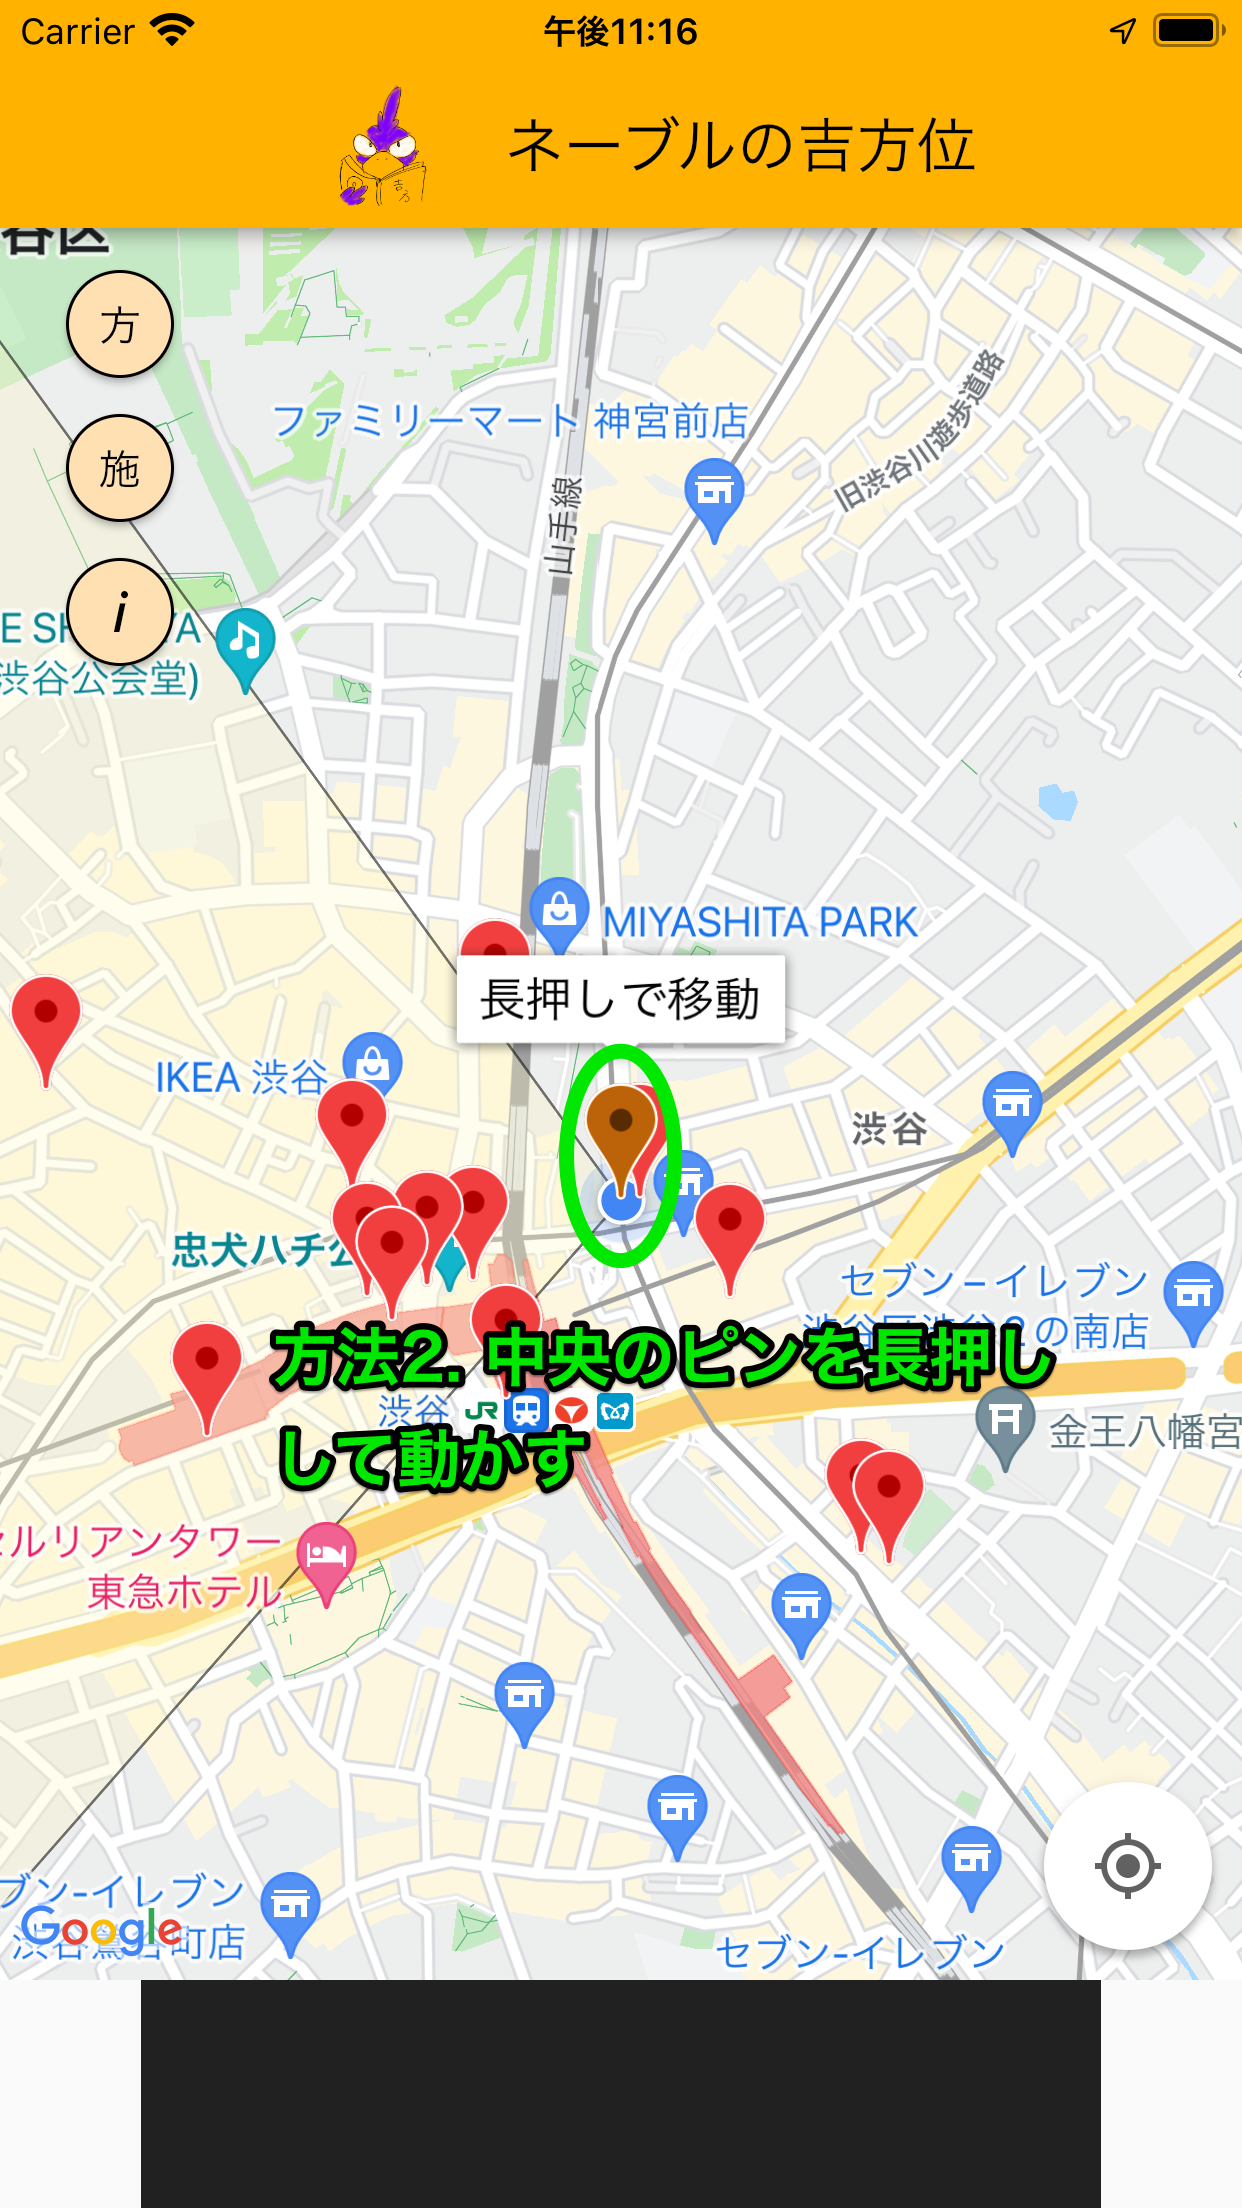 Carrier
午後11:16
ネーブルの吉方位
谷区
方
施
i
ファミリーマート 神宮前店
旧渋谷川遊歩道路
山手線
渋谷公会堂)
MIYASHITA PARK
長押しで移動
IKEA 渋谷
渋谷
忠犬ハチ公
セブン−イレブン
渋谷区渋谷2の南店
方法2. 中央のピンを長押し
して動かす
渋谷 JR
金王八幡宮
セルリアンタワー
東急ホテル
ブン-イレブン
渋谷鶯谷町店
Google
セブン-イレブン